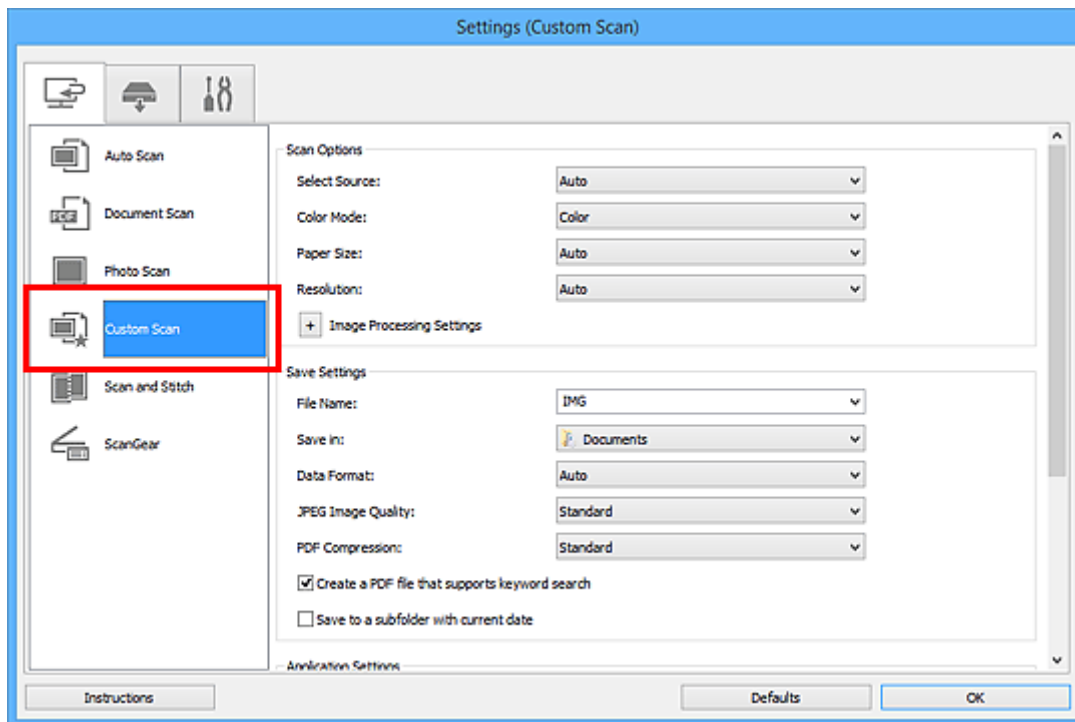 Settings (Custom Scan)
Auto Scan
PDF
Document Scan
Photo Scan
Custom Scan
Scan and Stitch
ScanGear
Scan Options
Select Source: Auto
Color Mode: Color
Paper Size: Auto
Resolution: Auto
+ Image Processing Settings
Save Settings
File Name: IMG
Save in: Documents
Data Format: Auto
JPEG Image Quality: Standard
PDF Compression: Standard
Create a PDF file that supports keyword search
Save to a subfolder with current date
Application Settings
Instructions Defaults OK